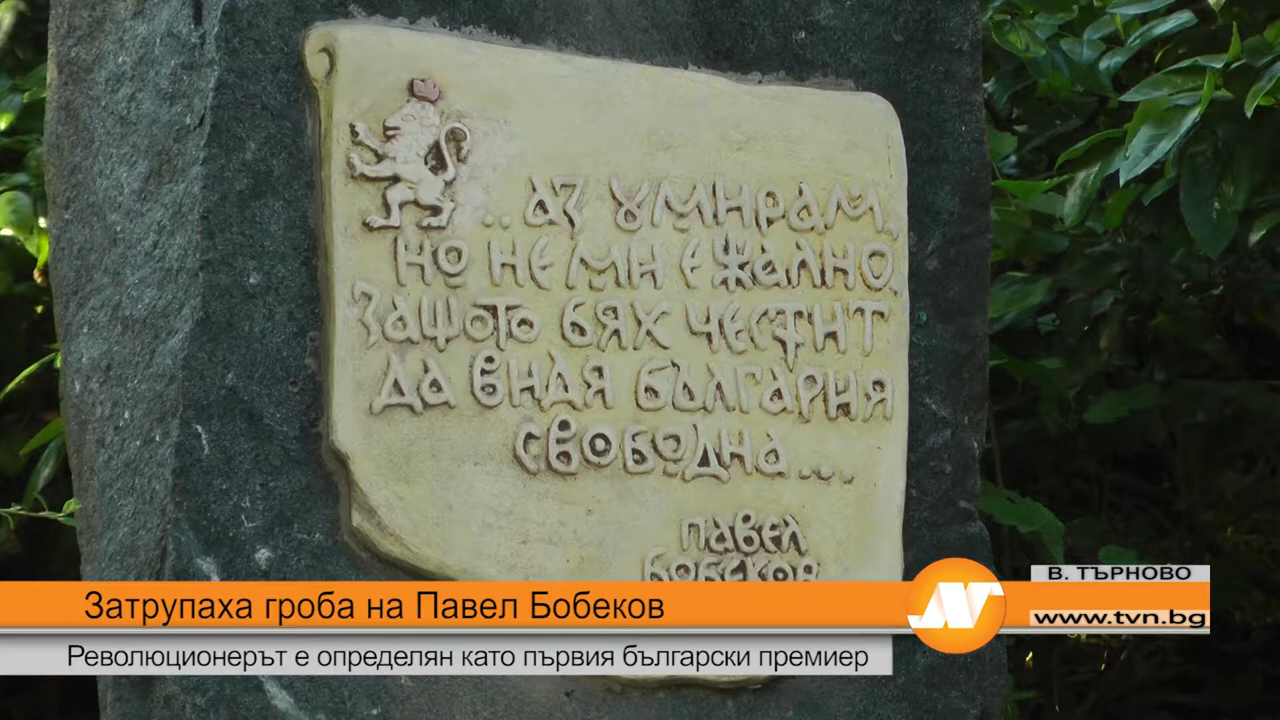 ..аз умирам,
но не ми е жално,
защото бях честит
да видя България
свободна...
Павел
Бобеков
Затрупаха гроба на Павел Бобеков
Революционерът е определян като първия български премиер
В. ТЪРНОВО
www.tvn.bg